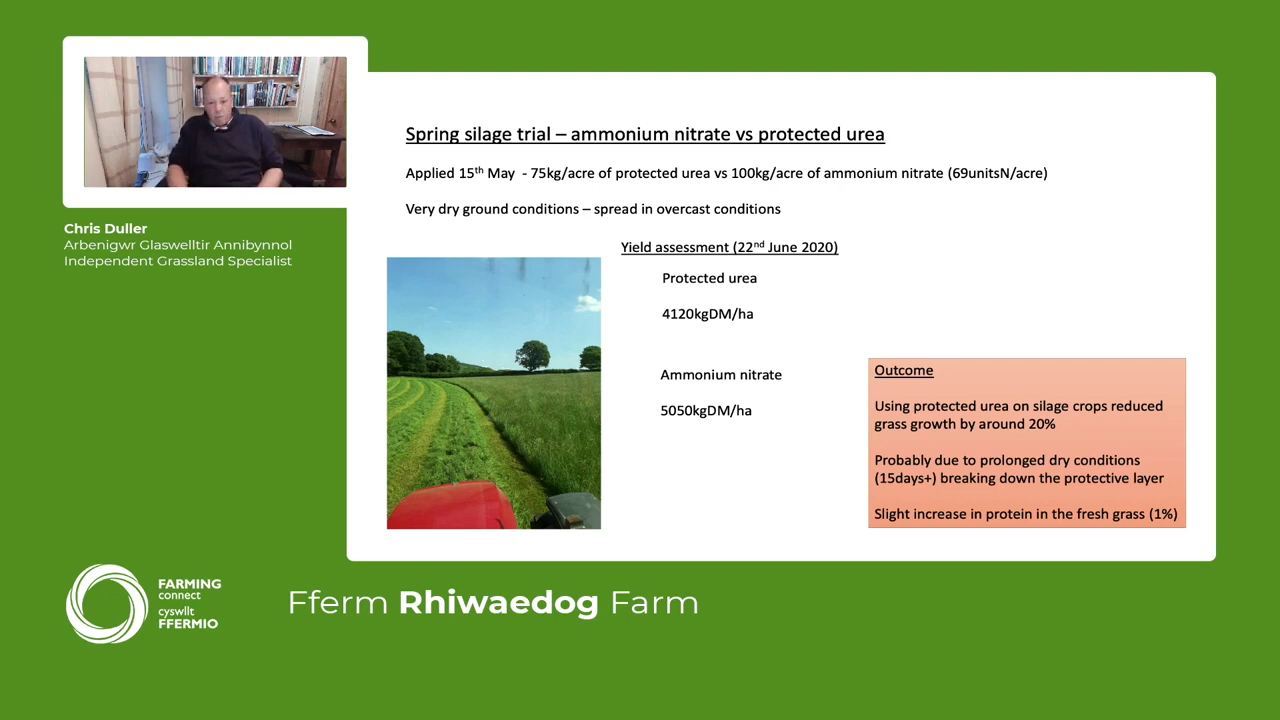 Chris Duller
Arbenigwr Glaswelltir Annibynnol
Independent Grassland Specialist
Spring silage trial – ammonium nitrate vs protected urea
Applied 15th May - 75kg/acre of protected urea vs 100kg/acre of ammonium nitrate (69unitsN/acre)
Very dry ground conditions – spread in overcast conditions
Yield assessment (22nd June 2020)
Protected urea
4120kgDM/ha
Ammonium nitrate
5050kgDM/ha
Outcome
Using protected urea on silage crops reduced
grass growth by around 20%
Probably due to prolonged dry conditions
(15days+) breaking down the protective layer
Slight increase in protein in the fresh grass (1%)
FARMING
connect
cyswllt
FFERMIO
Fferm Rhiwaedog Farm